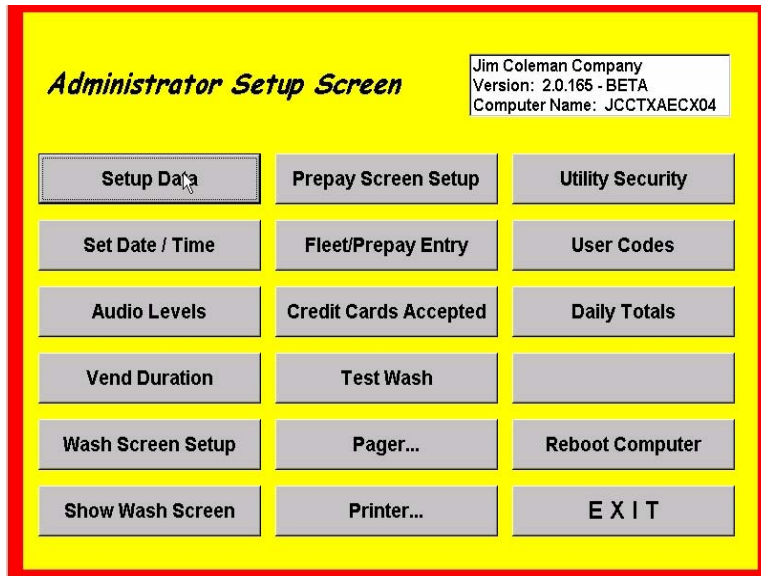 Administrator Setup Screen
Jim Coleman Company
Version: 2.0.165 - BETA
Computer Name: JCCTXAECX04
Setup Data
Prepay Screen Setup
Utility Security
Set Date / Time
Fleet/Prepay Entry
User Codes
Audio Levels
Credit Cards Accepted
Daily Totals
Vend Duration
Test Wash
Wash Screen Setup
Pager...
Reboot Computer
Show Wash Screen
Printer...
E X I T